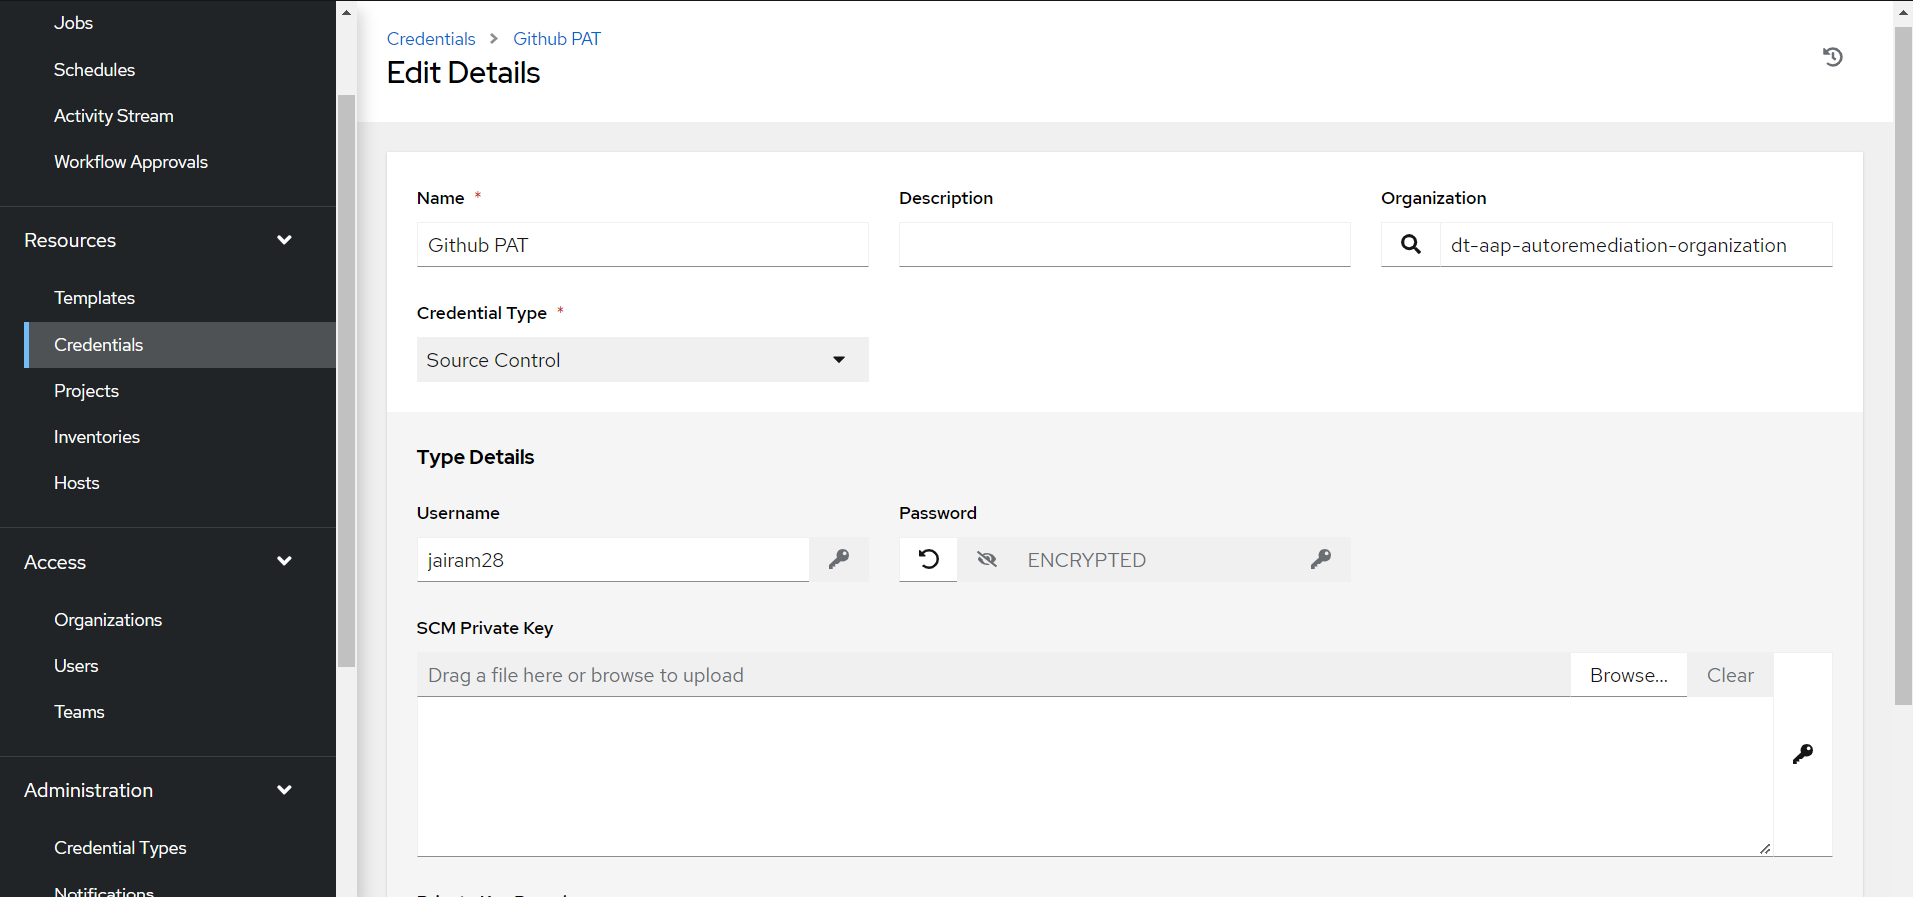 Jobs
Schedules
Activity Stream
Workflow Approvals
Resources
Templates
Credentials
Projects
Inventories
Hosts
Access
Organizations
Users
Teams
Administration
Credential Types
Notifications
Credentials > Github PAT
Edit Details
Name *
Github PAT
Description
Organization
dt-aap-autoremediation-organization
Credential Type *
Source Control
Type Details
Username
jairam28
Password
ENCRYPTED
SCM Private Key
Drag a file here or browse to upload
Browse...
Clear